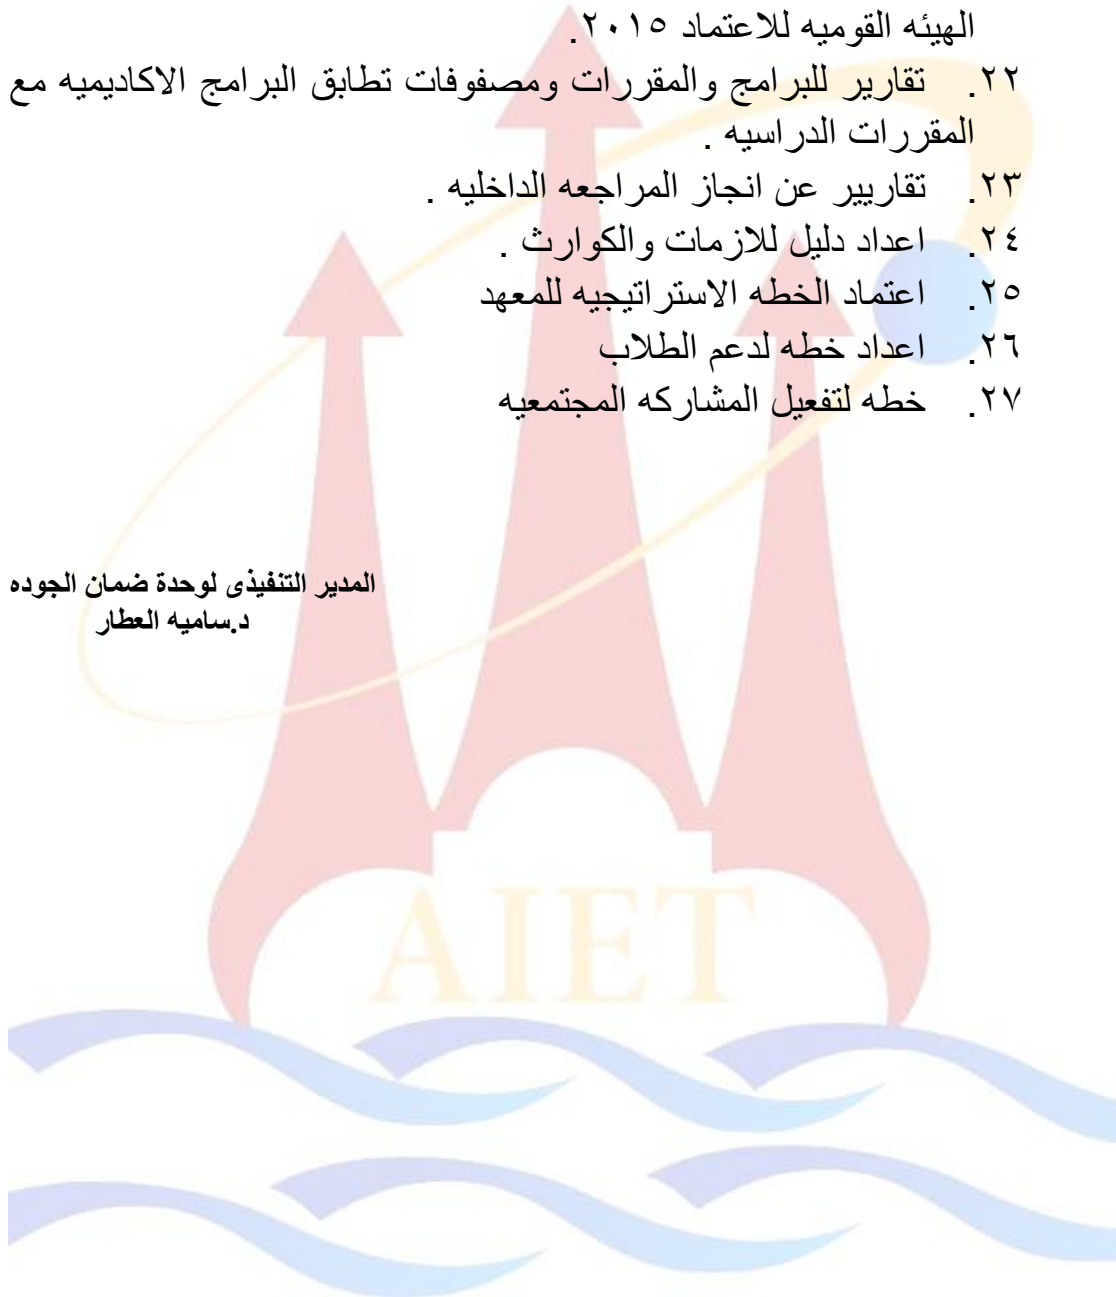 الهيئه القوميه للاعتماد ٢٠١٥.
٢٢. تقارير للبرامج والمقررات ومصفوفات تطابق البرامج الاكاديميه مع
المقررات الدراسيه .
٢٣. تقاريير عن انجاز المراجعه الداخليه .
٢٤. اعداد دليل للازمات والكوارث .
٢٥. اعتماد الخطه الاستراتيجيه للمعهد
٢٦. اعداد خطه لدعم الطلاب
٢٧. خطه لتفعيل المشاركه المجتمعيه
المدير التنفيذى لوحدة ضمان الجوده
د.ساميه العطار
AIET